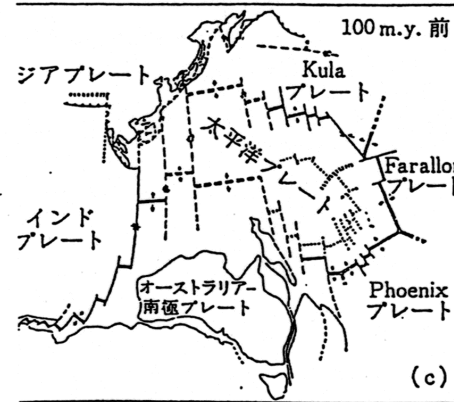 100 m.y. 前
ジアプレート
Kula
プレート
太平洋プレート
Farallon
プレート
インド
プレート
オーストラリアー
南極プレート
Phoenix
プレート
(c)